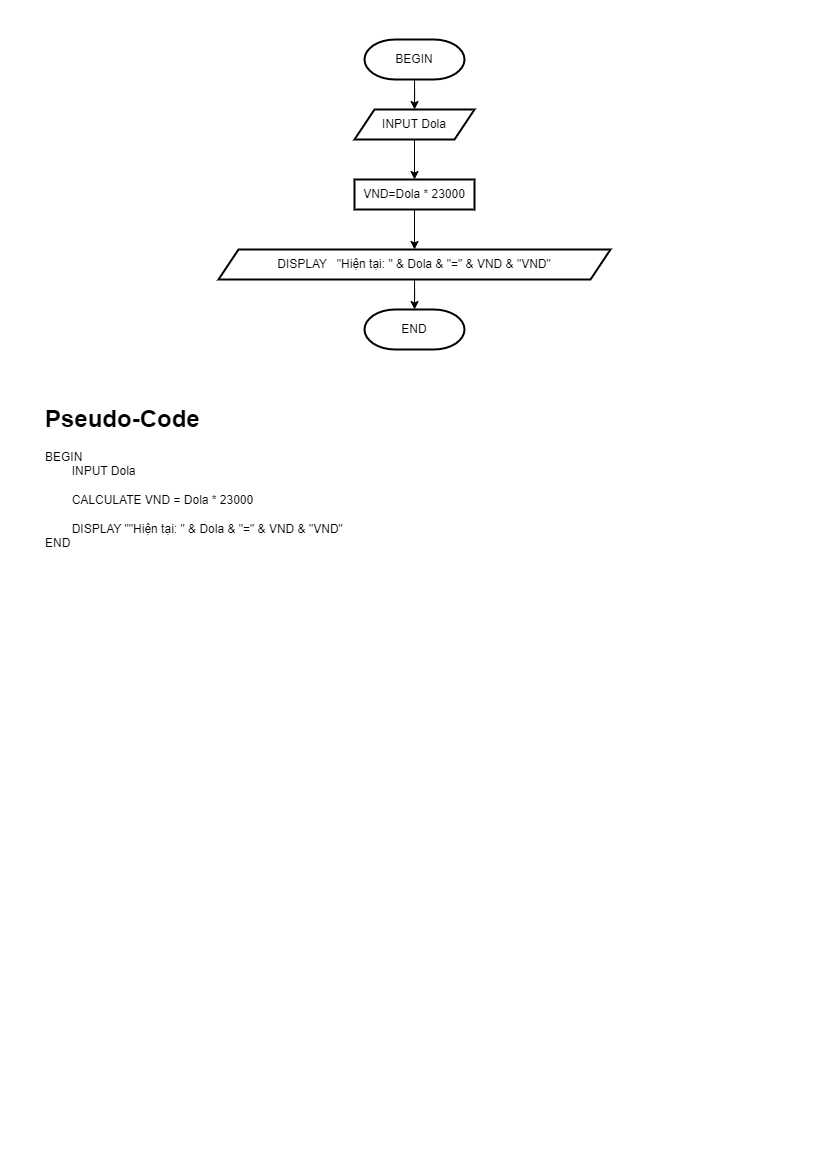 BEGIN
INPUT Dola
VND=Dola * 23000
DISPLAY   "Hiện tại: " & Dola & "=" & VND & "VND"
END
Pseudo-Code
BEGIN
INPUT Dola
CALCULATE VND = Dola * 23000
DISPLAY ""Hiện tại: " & Dola & "=" & VND & "VND"
END